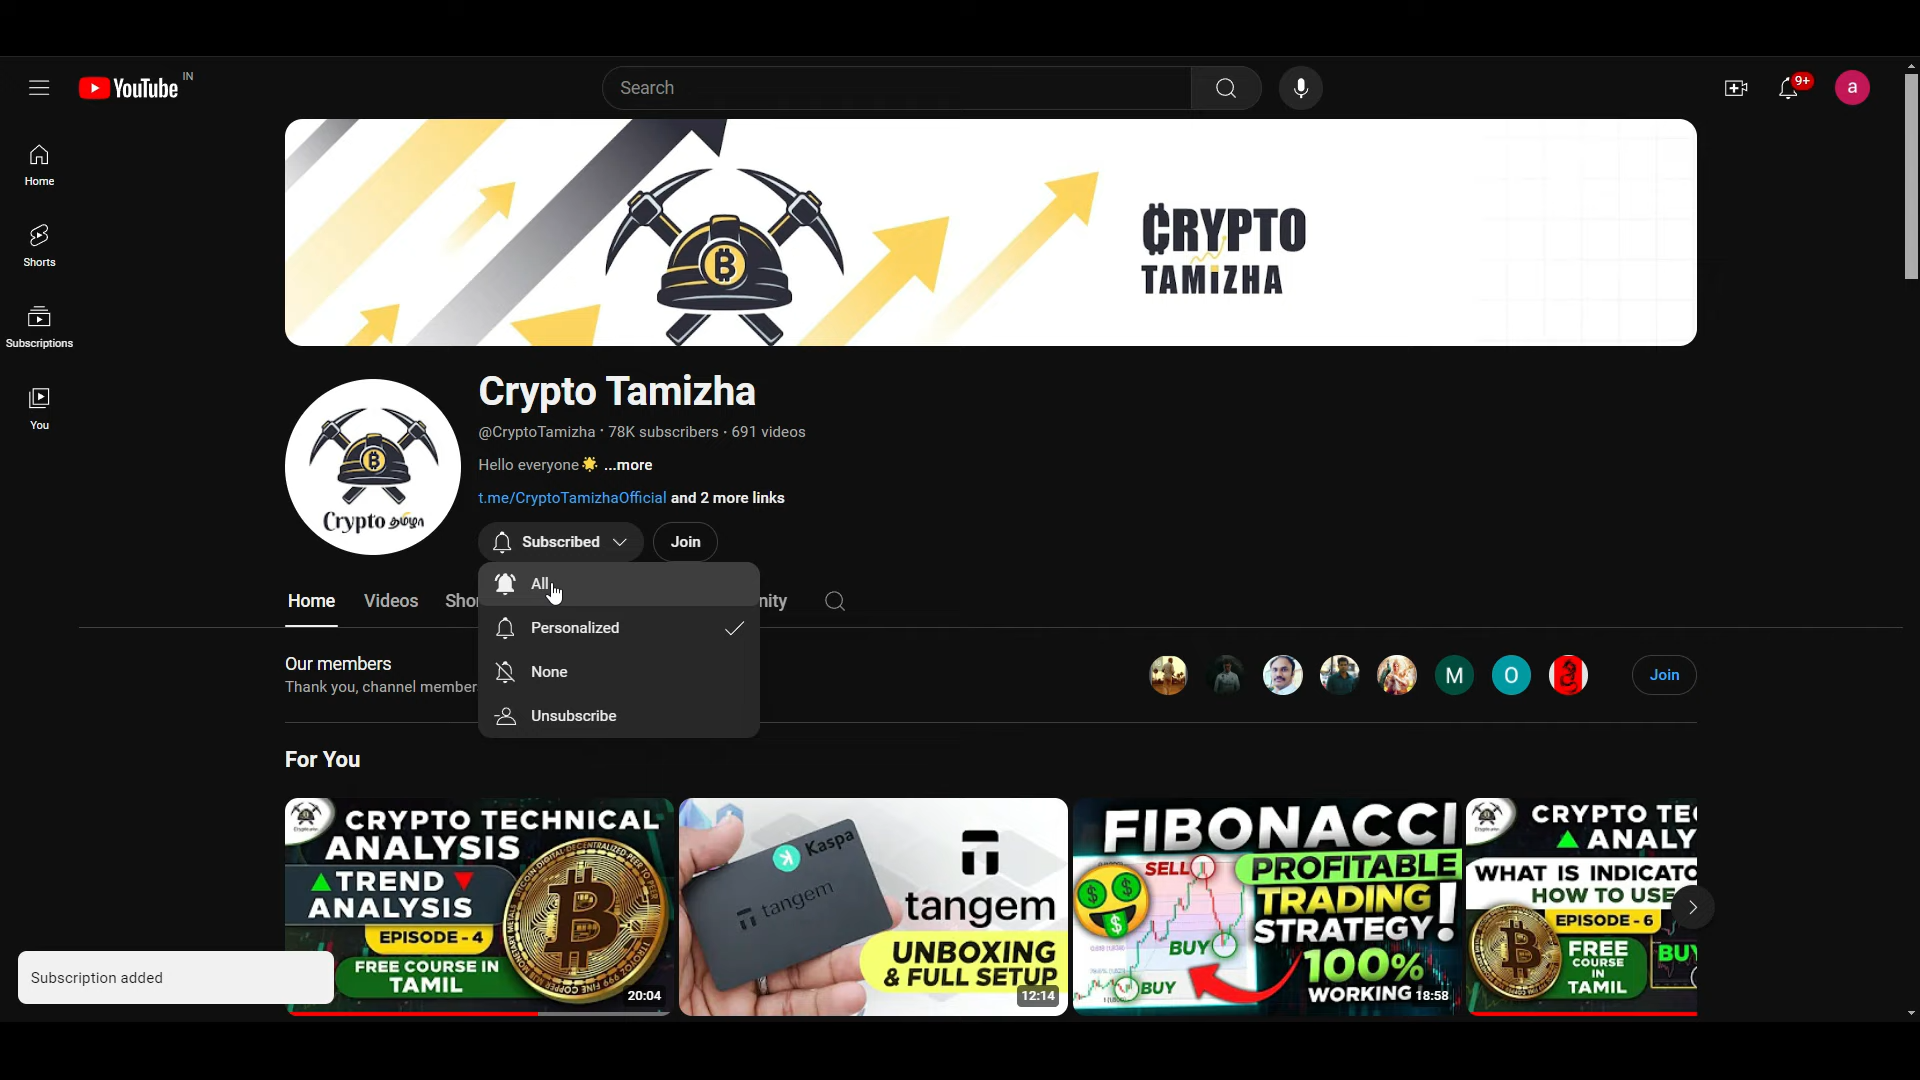 YouTube IN
Search
9+
a
Home
Shorts
Subscriptions
You
CRYPTO
TAMIZHA
Crypto தமிழா
Crypto Tamizha
@CryptoTamizha • 78K subscribers • 691 videos
Hello everyone🌟 ...more
t.me/CryptoTamizhaOfficial and 2 more links
Subscribed
Join
All
Personalized
None
Unsubscribe
Home
Videos
Sho
nity
Our members
Thank you, channel member
M
O
Join
For You
CRYPTO TECHNICAL
ANALYSIS
TREND
ANALYSIS
EPISODE - 4
FREE COURSE IN
TAMIL
20:04
Kaspa
tangem
tangem
UNBOXING
& FULL SETUP
12:14
FIBONACCI
SELL
PROFITABLE
TRADING
STRATEGY!
BUY
BUY
100%
WORKING
18:58
CRYPTO TE
ANALY
WHAT IS INDICATO
HOW TO USE
EPISODE - 6
FREE
COURSE
IN
TAMIL
BUY
Subscription added